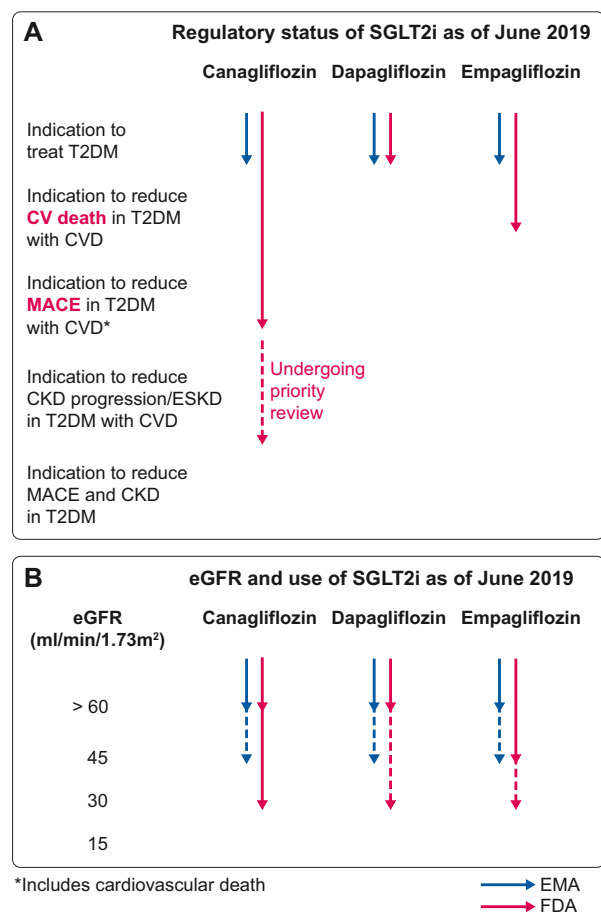 A
Regulatory status of SGLT2i as of June 2019
Canagliflozin Dapagliflozin Empagliflozin
Indication to
treat T2DM
Indication to reduce
CV death in T2DM
with CVD
Indication to reduce
MACE in T2DM
with CVD*
Indication to reduce
CKD progression/ESKD
in T2DM with CVD
Undergoing
priority
review
Indication to reduce
MACE and CKD
in T2DM
B
eGFR and use of SGLT2i as of June 2019
eGFR
(ml/min/1.73m²)
Canagliflozin Dapagliflozin Empagliflozin
> 60
45
30
15
*Includes cardiovascular death
EMA
FDA